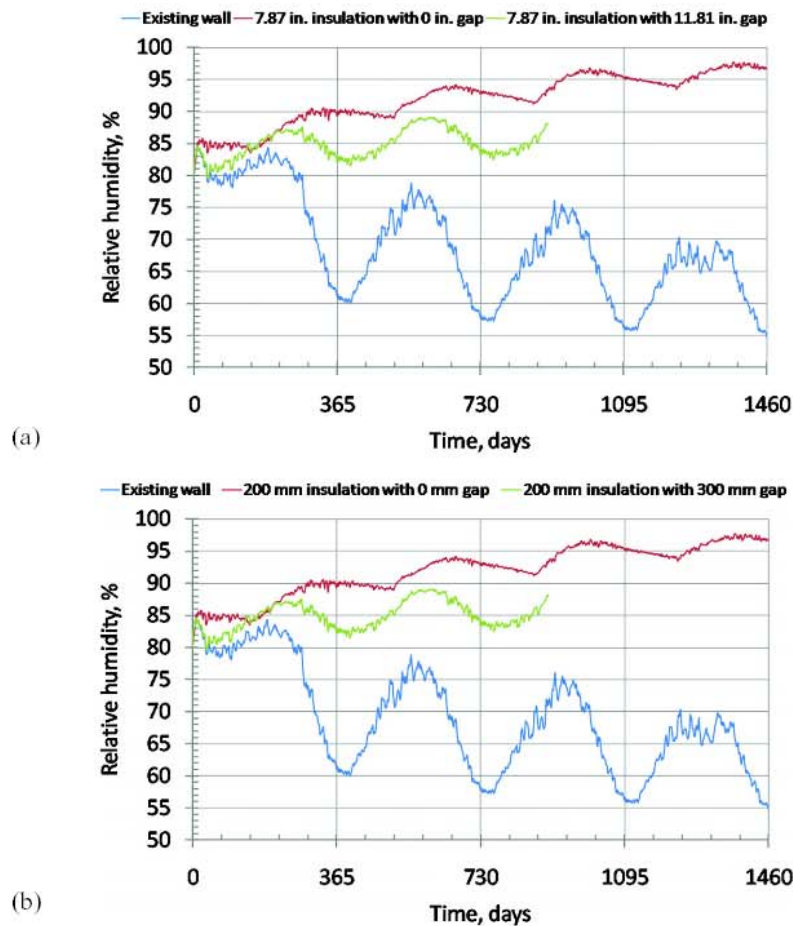 Existing wall 7.87 in. insulation with 0 in. gap 7.87 in. insulation with 11.81 in. gap
100
95
90
85
80
75
70
65
60
55
50
Relative humidity, %
0 365 730 1095 1460
Time, days
(a)
Existing wall 200 mm insulation with 0 mm gap 200 mm insulation with 300 mm gap
100
95
90
85
80
75
70
65
60
55
50
Relative humidity, %
0 365 730 1095 1460
Time, days
(b)